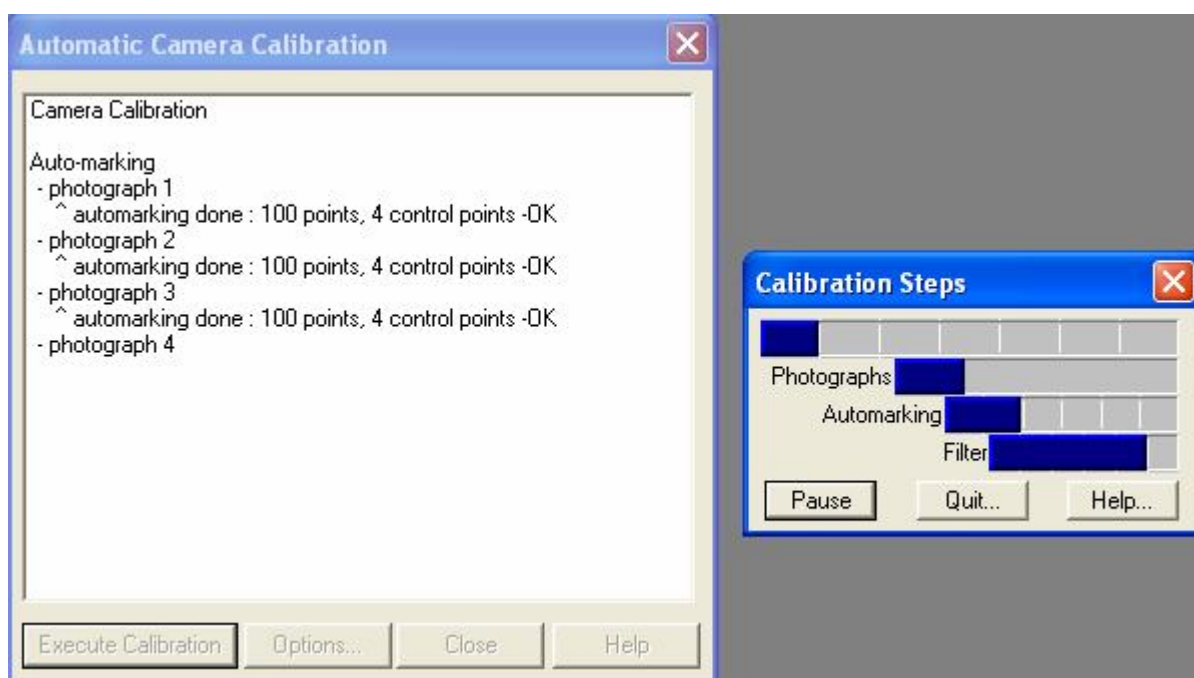 Automatic Camera Calibration
Camera Calibration
Auto-marking
- photograph 1
^ automarking done : 100 points, 4 control points -OK
- photograph 2
^ automarking done : 100 points, 4 control points -OK
- photograph 3
^ automarking done : 100 points, 4 control points -OK
- photograph 4
Execute Calibration Options... Close Help
Calibration Steps
Photographs
Automarking
Filter
Pause Quit... Help...